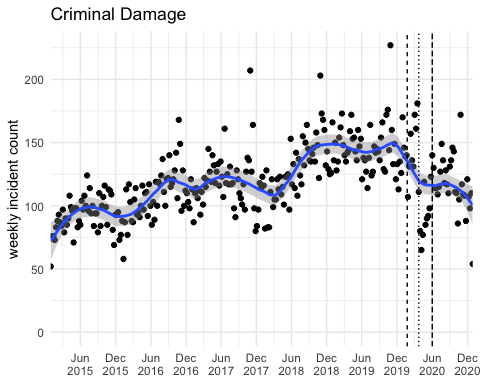 Criminal Damage
weekly incident count
200
150
100
50
0
Jun Dec Jun Dec Jun Dec Jun Dec Jun Dec Jun Dec
2015 2015 2016 2016 2017 2017 2018 2018 2019 2019 2020 2020